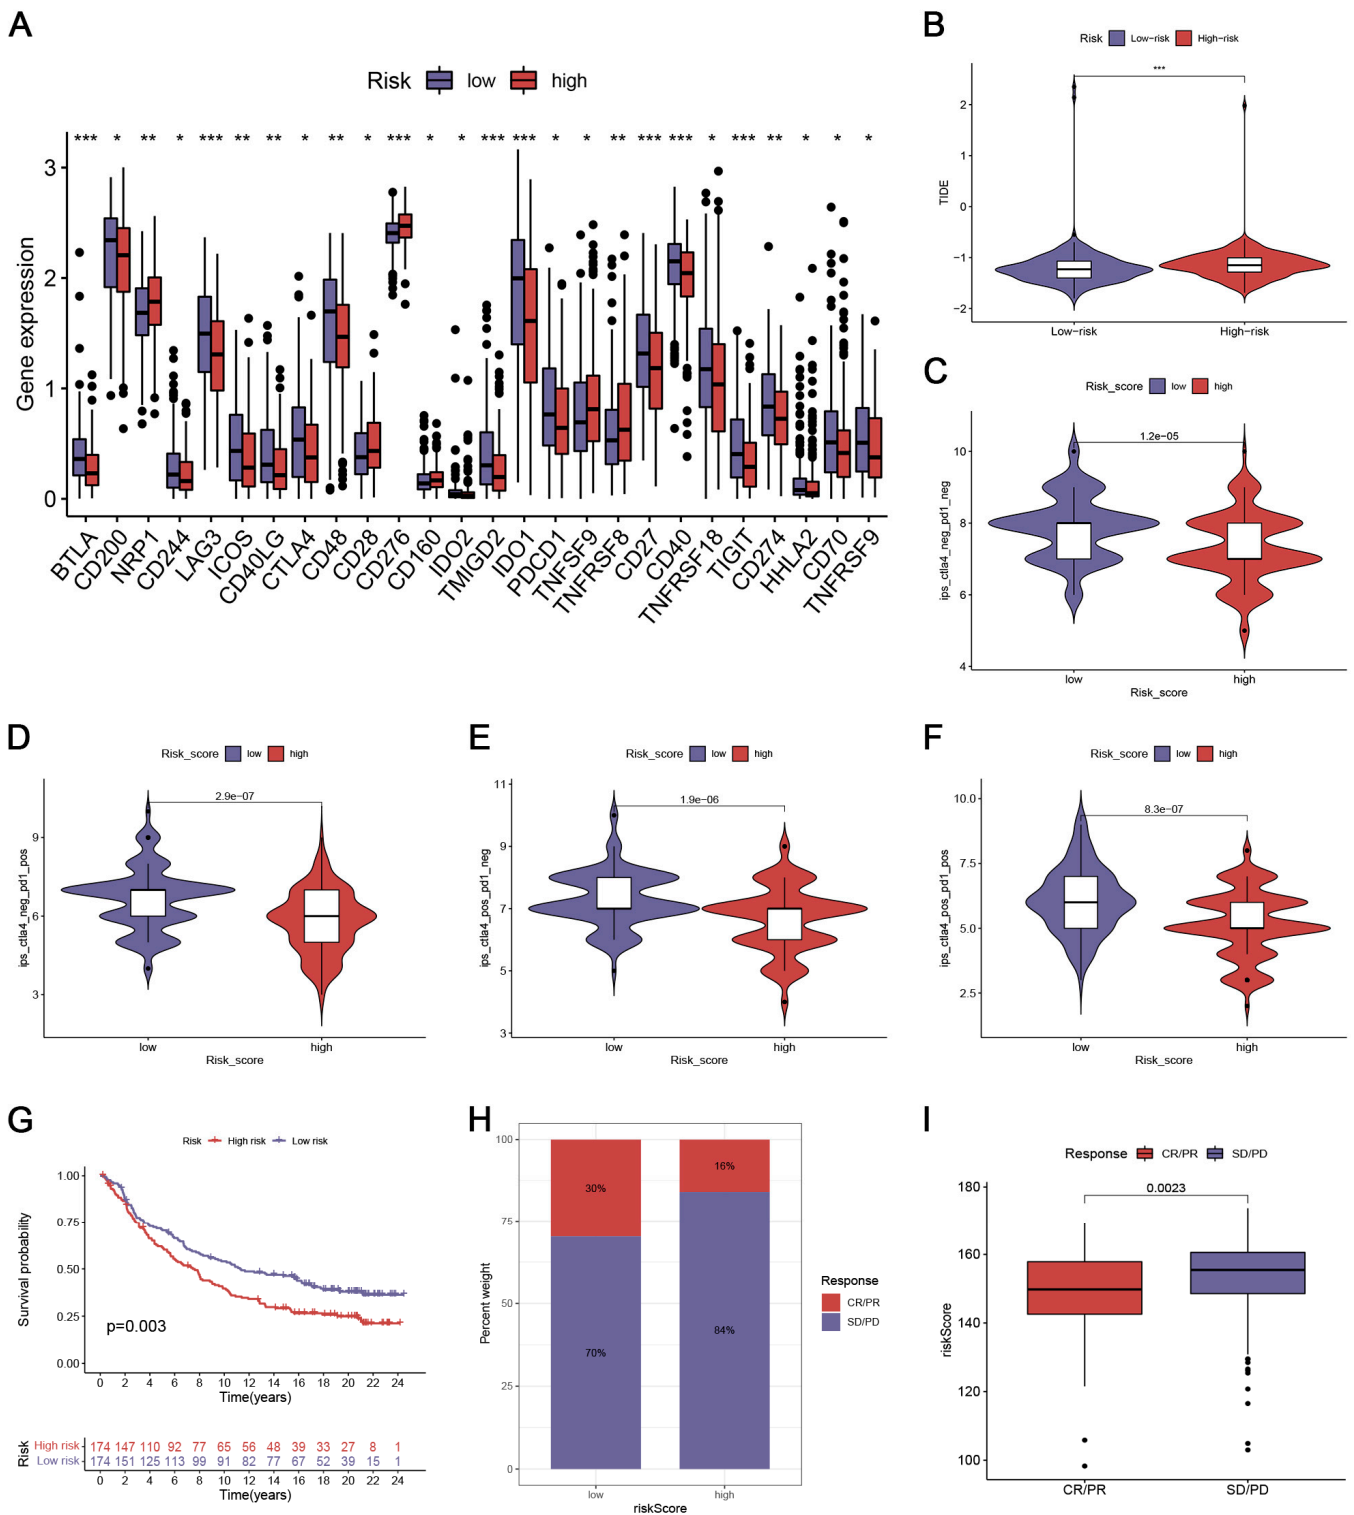 A
Risk low high
*** * ** * *** ** ** * ** * *** * * *** *** * * ** *** *** * *** ** * * *
Gene expression
3
2
1
0
BTLA CD200 NRP1 CD244 LAG3 ICOS CD40LG CTLA4 CD48 CD28 CD276 CD160 IDO2 TMIGD2 IDO1 PDCD1 TNFSF9 TNFRSF8 CD27 CD40 TNFRSF18 TIGIT CD274 HHLA2 CD70 TNFRSF9
B
Risk Low-risk High-risk
***
TIDE
2
1
0
-1
-2
Low-risk High-risk
C
Risk_score low high
1.2e-05
ips_ctla4_neg_pd1_neg
10
8
6
4
low high
Risk_score
D
Risk_score low high
2.9e-07
ips_ctla4_neg_pd1_pos
9
6
3
low high
Risk_score
E
Risk_score low high
1.9e-06
ips_ctla4_pos_pd1_neg
11
9
7
5
3
low high
Risk_score
F
Risk_score low high
8.3e-07
ips_ctla4_pos_pd1_pos
10.0
7.5
5.0
2.5
low high
Risk_score
G
Risk High risk Low risk
Survival probability
1.00
0.75
0.50
0.25
0.00
p=0.003
0 2 4 6 8 10 12 14 16 18 20 22 24
Time(years)
Risk
High risk 174 147 110 92 77 65 56 48 39 33 27 8 1
Low risk 174 151 125 113 99 91 82 77 67 52 39 15 1
0 2 4 6 8 10 12 14 16 18 20 22 24
Time(years)
H
Percent weight
100
75
50
25
0
30%
16%
70%
84%
low high
riskScore
Response
CR/PR
SD/PD
I
Response CR/PR SD/PD
0.0023
riskScore
180
160
140
120
100
CR/PR SD/PD